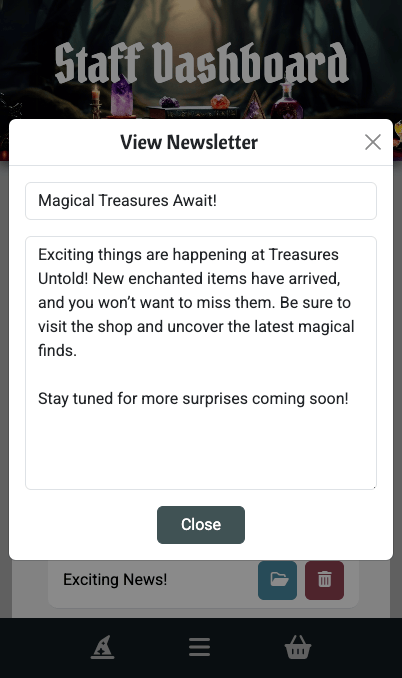 Staff Dashboard
View Newsletter
Magical Treasures Await!
Exciting things are happening at Treasures
Untold! New enchanted items have arrived,
and you won’t want to miss them. Be sure to
visit the shop and uncover the latest magical
finds.
Stay tuned for more surprises coming soon!
Close
Exciting News!